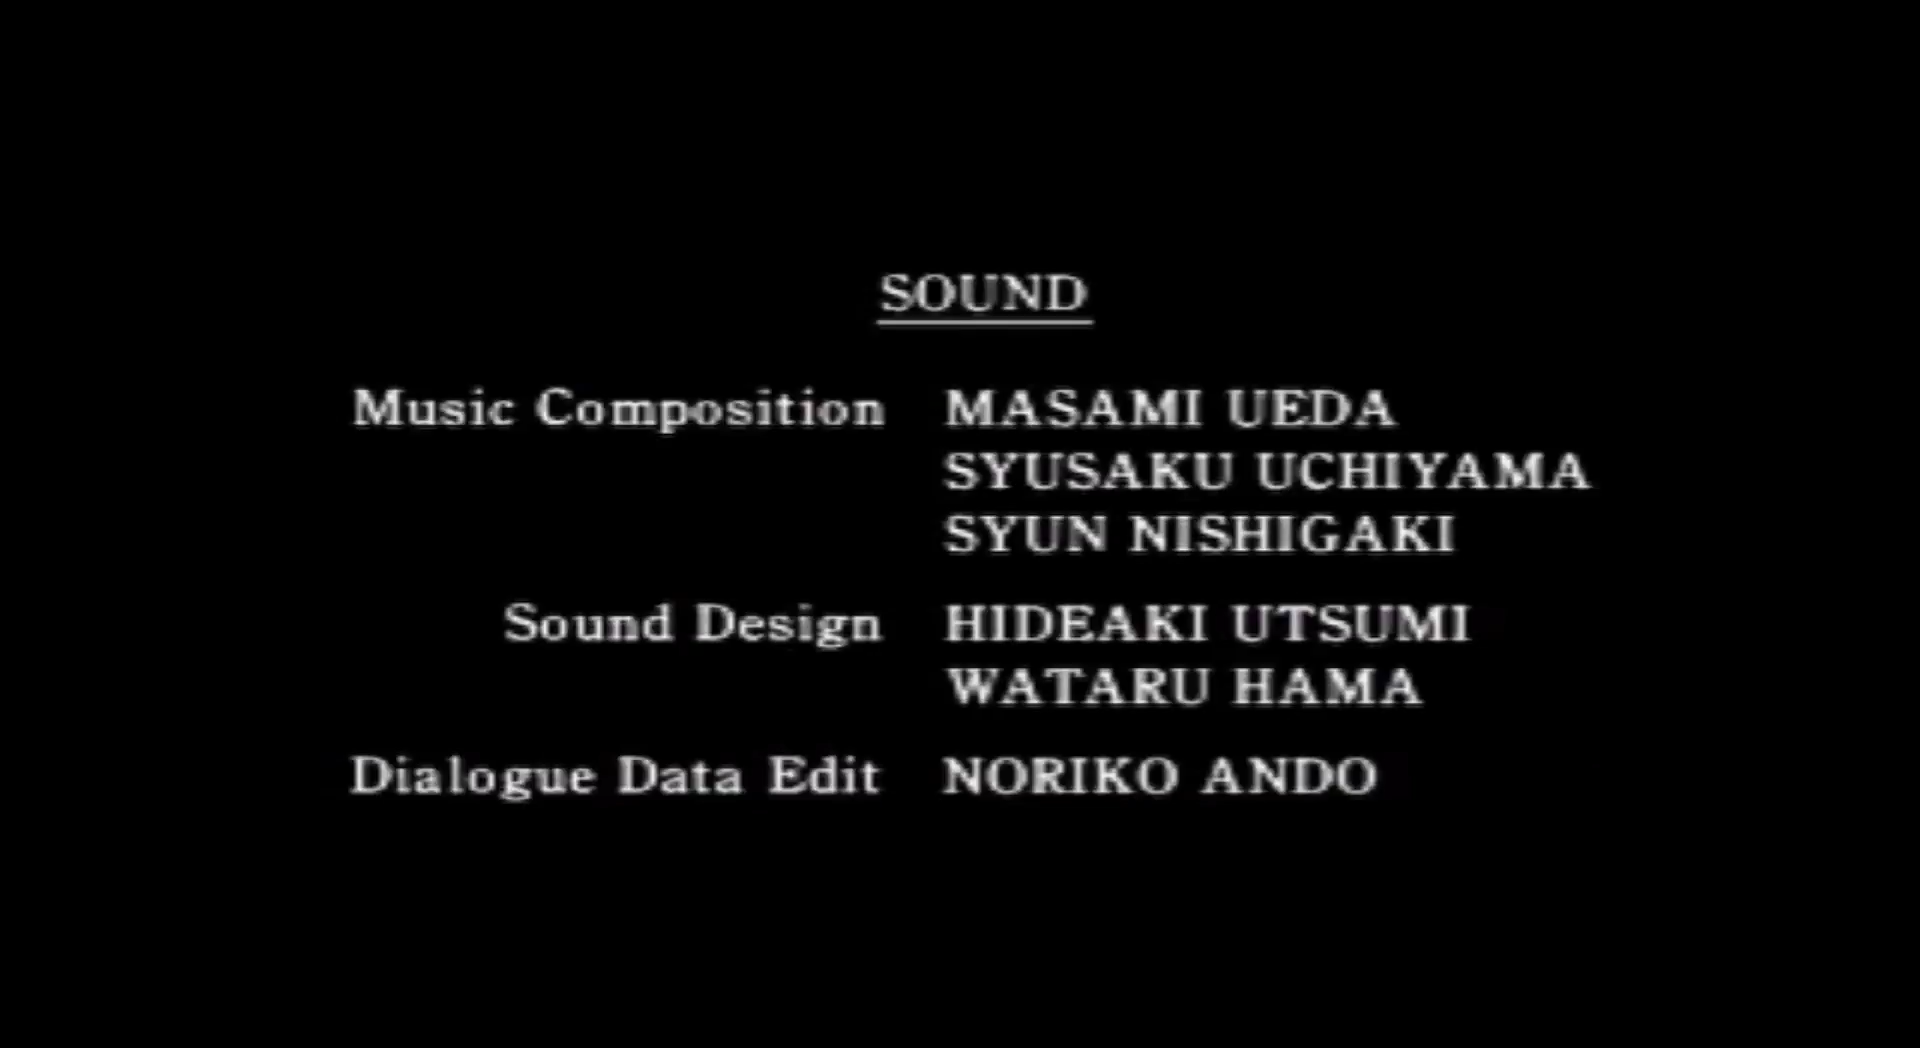 SOUND
Music Composition MASAMI UEDA
SYUSAKU UCHIYAMA
SYUN NISHIGAKI
Sound Design HIDEAKI UTSUMI
WATARU HAMA
Dialogue Data Edit NORIKO ANDO